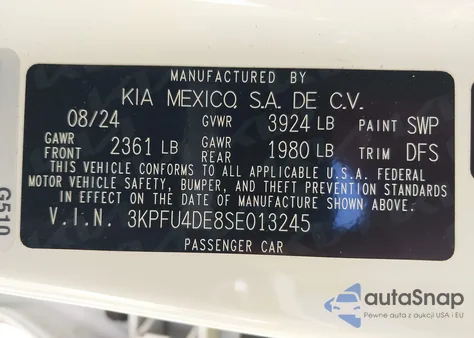 MANUFACTURED BY
KIA MEXICO, S.A. DE C.V.
08/24 GVWR 3924 LB PAINT SWP
GAWR FRONT 2361 LB GAWR REAR 1980 LB TRIM DFS
THIS VEHICLE CONFORMS TO ALL APPLICABLE U.S.A. FEDERAL
MOTOR VEHICLE SAFETY, BUMPER, AND THEFT PREVENTION
STANDARDS IN EFFECT ON THE DATE OF MANUFACTURE
SHOWN ABOVE.
V.I.N. 3KPFU4DE8SE013245
PASSENGER CAR
G510
autoSnap
Pewne auta z aukcji USA i EU